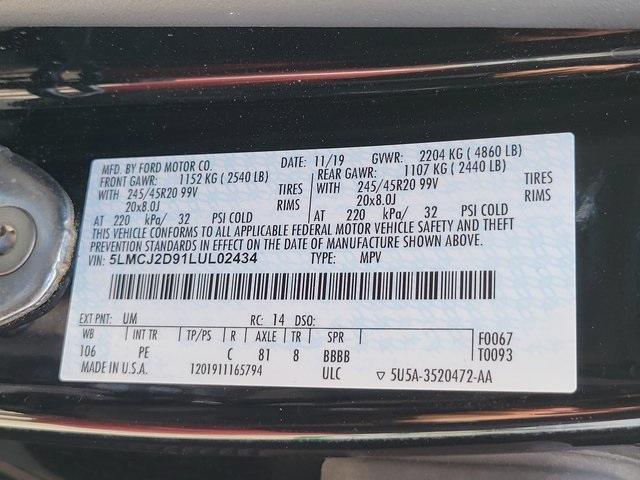 MFD. BY FORD MOTOR CO. DATE: 11/19 GVWR: 2204 KG ( 4860 LB)
FRONT GAWR: 1152 KG ( 2540 LB) REAR GAWR: 1107 KG ( 2440 LB)
WITH 245/45R20 99V TIRES WITH 245/45R20 99V TIRES
20x8.0J RIMS 20x8.0J RIMS
AT 220 kPa/ 32 PSI COLD AT 220 kPa/ 32 PSI COLD
THIS VEHICLE CONFORMS TO ALL APPLICABLE FEDERAL MOTOR VEHICLE SAFETY AND THEFT
PREVENTION STANDARDS IN EFFECT ON THE DATE OF MANUFACTURE SHOWN ABOVE.
VIN: 5LMCJ2D91LUL02434 TYPE: MPV
EXT PNT: UM RC: 14 DSO:
WB INT TR TP/PS R AXLE TR SPR F0067
106 PE C 81 8 BBBB T0093
MADE IN U.S.A. 1201911165794 ULC ▽ 5U5A-3520472-AA